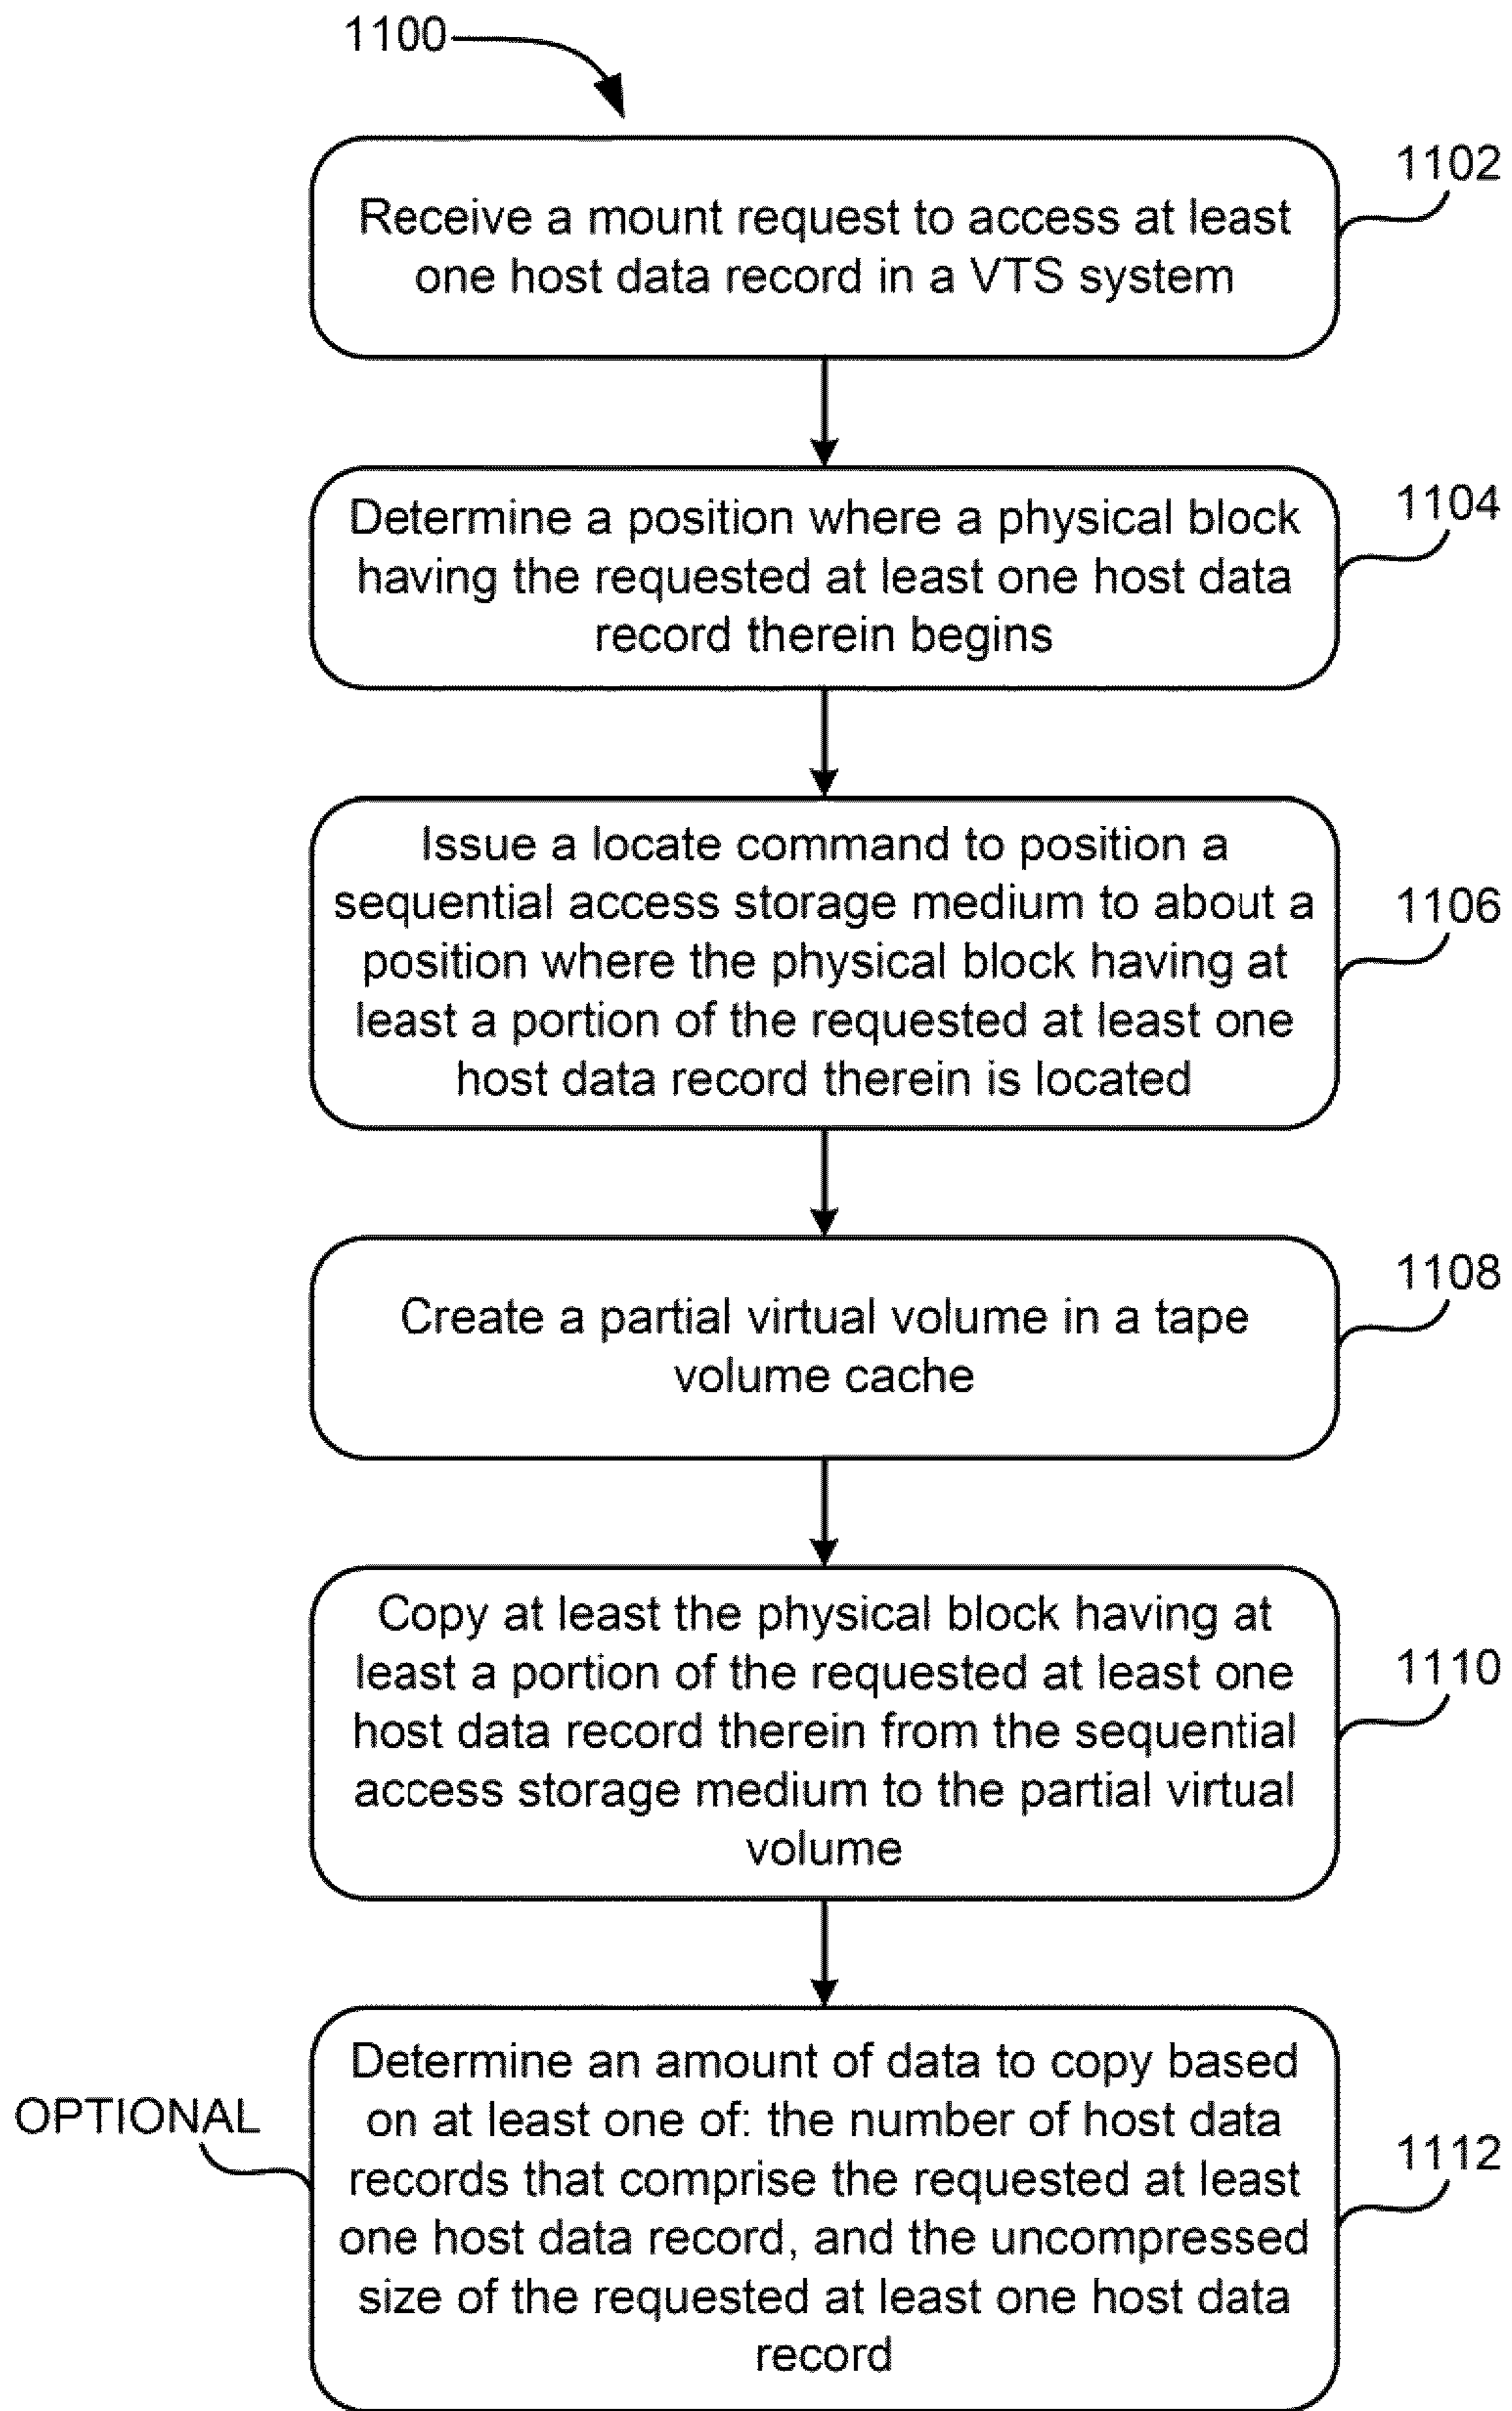 1100
Receive a mount request to access at least
one host data record in a VTS system
1102
Determine a position where a physical block
having the requested at least one host data
record therein begins
1104
Issue a locate command to position a
sequential access storage medium to about a
position where the physical block having at
least a portion of the requested at least one
host data record therein is located
1106
Create a partial virtual volume in a tape
volume cache
1108
Copy at least the physical block having at
least a portion of the requested at least one
host data record therein from the sequential
access storage medium to the partial virtual
volume
1110
OPTIONAL
Determine an amount of data to copy based
on at least one of: the number of host data
records that comprise the requested at least
one host data record, and the uncompressed
size of the requested at least one host data
record
1112